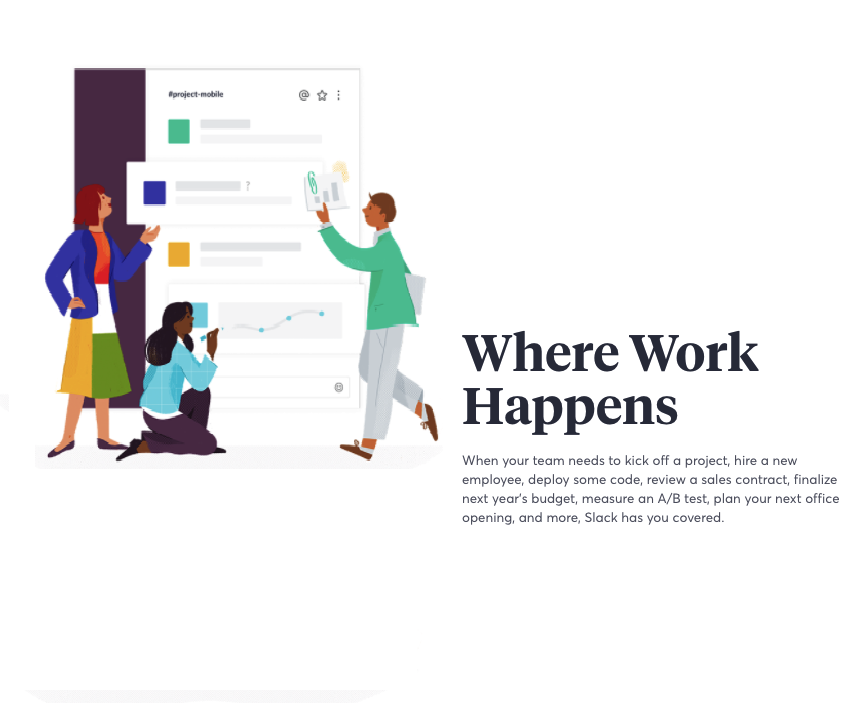 #project-mobile
?
Where Work
Happens
When your team needs to kick off a project, hire a new
employee, deploy some code, review a sales contract, finalize
next year's budget, measure an A/B test, plan your next office
opening, and more, Slack has you covered.